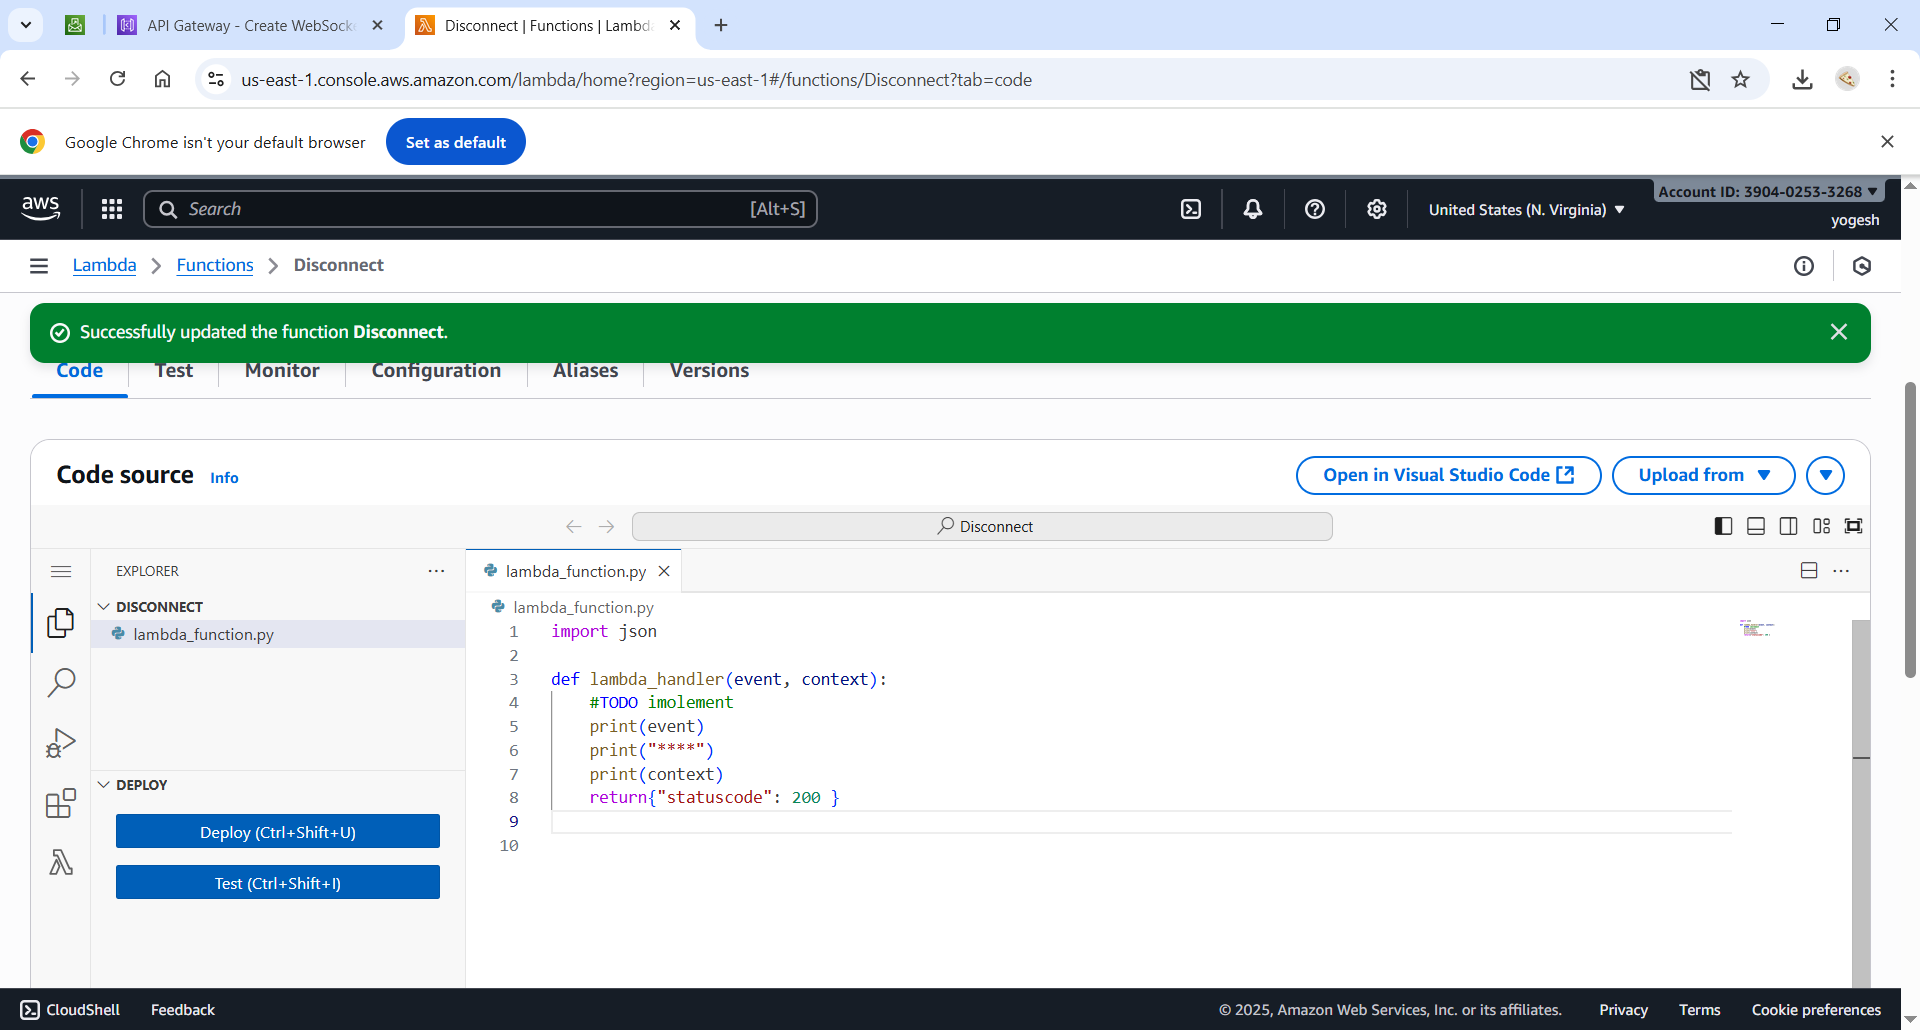 API Gateway - Create WebSocke
Disconnect | Functions | Lambda
us-east-1.console.aws.amazon.com/lambda/home?region=us-east-1#/functions/Disconnect?tab=code
Google Chrome isn't your default browser
Set as default
aws
Search
[Alt+S]
United States (N. Virginia)
Account ID: 3904-0253-3268
yogesh
Lambda
Functions
Disconnect
Successfully updated the function Disconnect.
Code
Test
Monitor
Configuration
Aliases
Versions
Code source
Info
Open in Visual Studio Code
Upload from
Disconnect
EXPLORER
DISCONNECT
lambda_function.py
DEPLOY
Deploy (Ctrl+Shift+U)
Test (Ctrl+Shift+I)
lambda_function.py
lambda_function.py
1 import json
2
3 def lambda_handler(event, context):
4 #TODO imolement
5 print(event)
6 print("****")
7 print(context)
8 return{"statuscode": 200 }
9
10
CloudShell
Feedback
© 2025, Amazon Web Services, Inc. or its affiliates.
Privacy
Terms
Cookie preferences